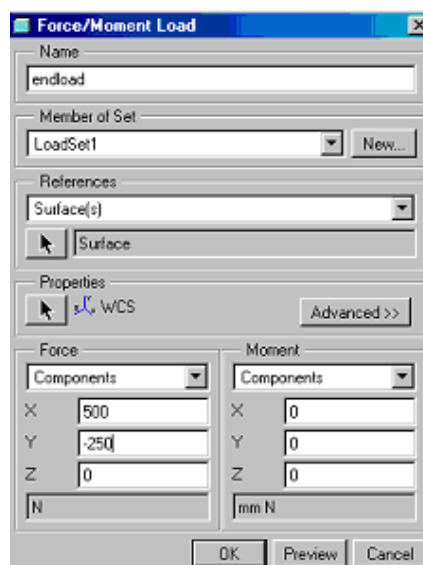 Force/Moment Load
Name
endload
Member of Set
LoadSet1 New...
References
Surface(s)
Surface
Properties
WCS Advanced >>
Force Moment
Components Components
X 500 X 0
Y -250 Y 0
Z 0 Z 0
N mm N
OK Preview Cancel